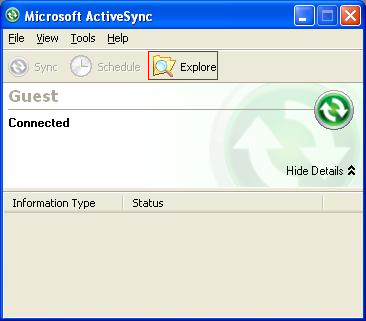 Microsoft ActiveSync
File View Tools Help
Sync Schedule Explore
Guest
Connected
Hide Details
Information Type Status